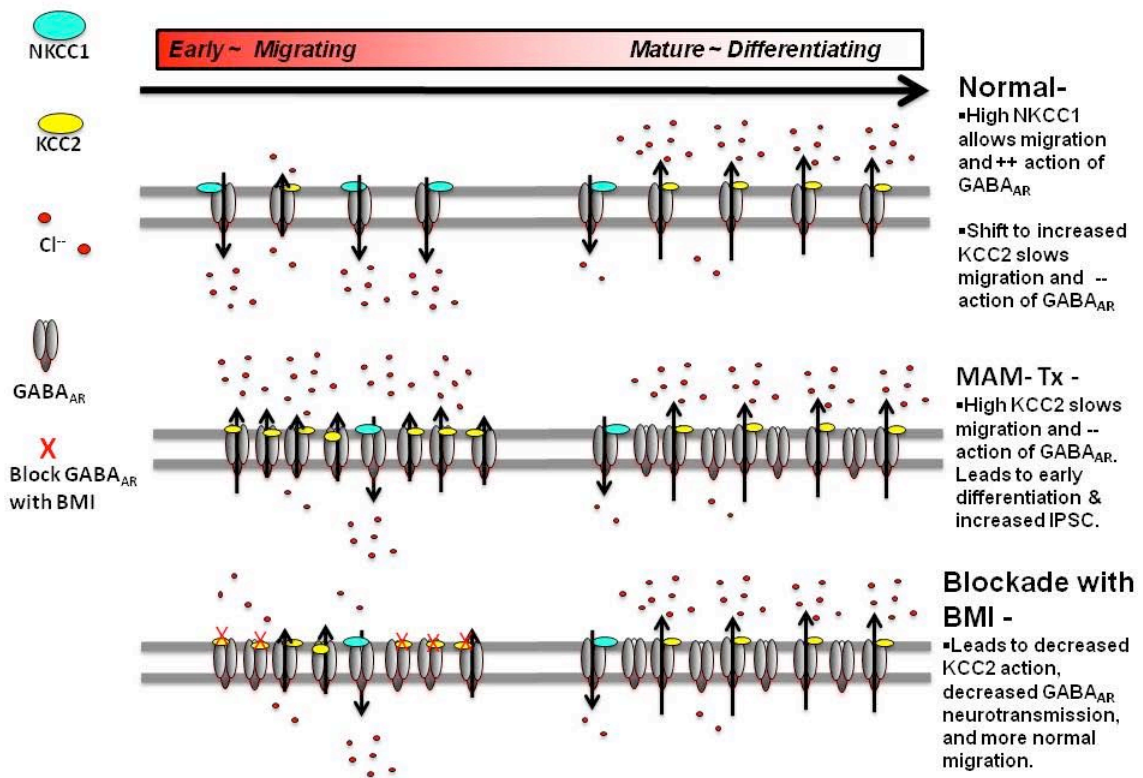 NKCC1
KCC2
Cl--
GABAAR
X
Block GABAAR
with BMI
Early ~ Migrating
Mature ~ Differentiating
Normal-
▪High NKCC1
allows migration
and ++ action of
GABAAR
▪Shift to increased
KCC2 slows
migration and --
action of GABAAR
MAM- Tx -
▪High KCC2 slows
migration and --
action of GABAAR.
Leads to early
differentiation &
increased IPSC.
Blockade with
BMI -
▪Leads to decreased
KCC2 action,
decreased GABAAR
neurotransmission,
and more normal
migration.